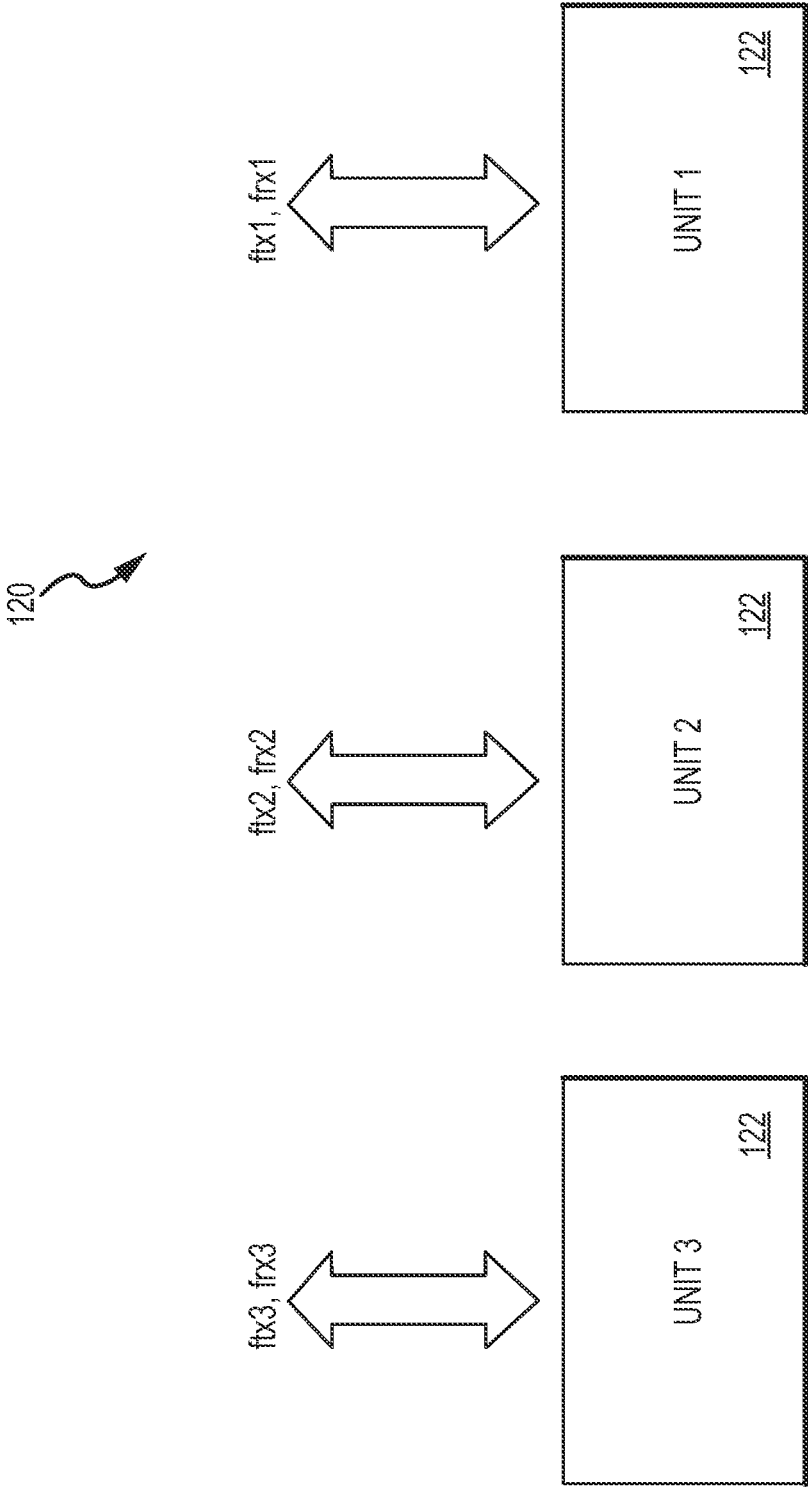 120
ftx3, frx3
ftx2, frx2
ftx1, frx1
UNIT 3
122
UNIT 2
122
UNIT 1
122